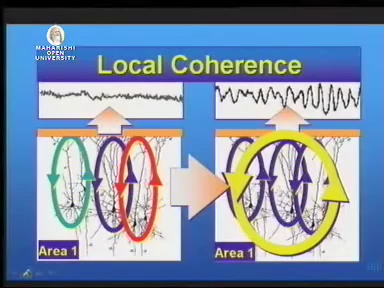 MAHARISHI
OPEN
UNIVERSITY
Local Coherence
Area 1
Area 1